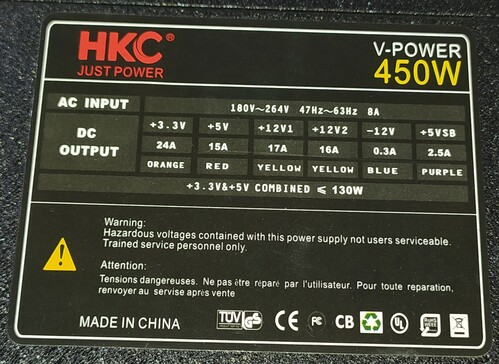 HKC®
JUST POWER
V-POWER
450W
AC INPUT 180V~264V 47Hz~63Hz 8A
DC OUTPUT +3.3V +5V +12V1 +12V2 -12V +5VSB
24A 15A 17A 16A 0.3A 2.5A
ORANGE RED YELLOW YELLOW BLUE PURPLE
+3.3V&+5V COMBINED ⩽ 130W
Warning:
Hazardous voltages contained with this power supply not users serviceable.
Trained service personnel only.
Attention:
Tensions dangereuses. Ne pas être réparé par l'utilisateur. Pour toute reparation,
renvoyer au servise après vente
MADE IN CHINA
TÜV GS CE FC CB UL